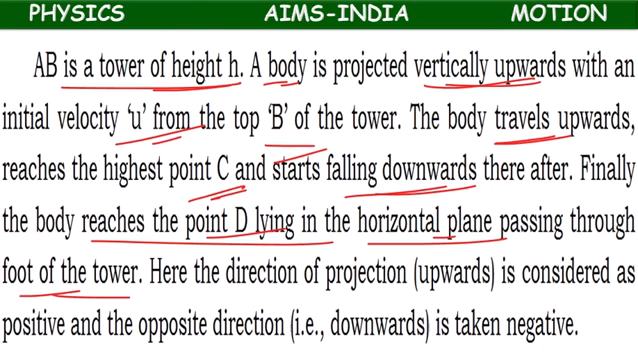 PHYSICS AIMS-INDIA MOTION
AB is a tower of height h. A body is projected vertically upwards with an
initial velocity ‘u’ from the top ‘B’ of the tower. The body travels upwards,
reaches the highest point C and starts falling downwards there after. Finally
the body reaches the point D lying in the horizontal plane passing through
foot of the tower. Here the direction of projection (upwards) is considered as
positive and the opposite direction (i.e., downwards) is taken negative.